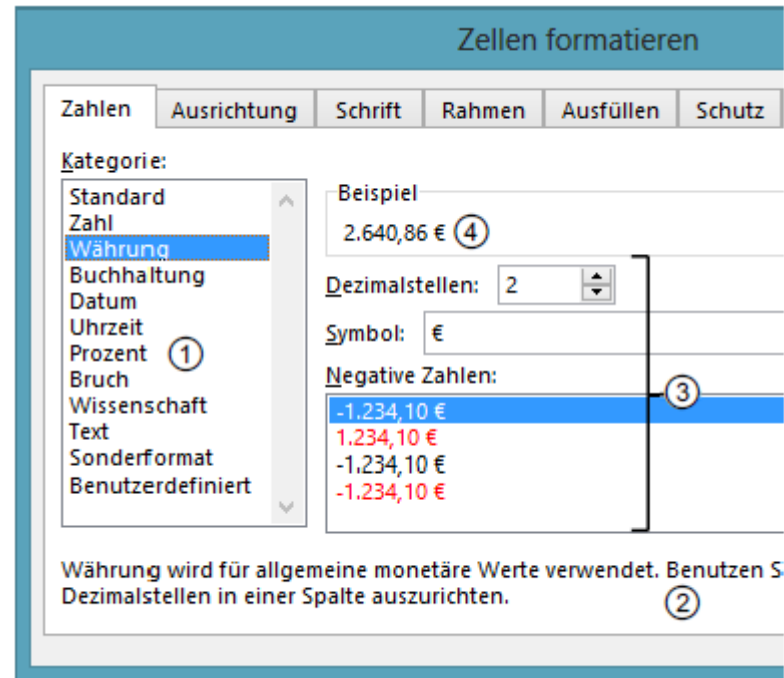 Zellen formatieren
Zahlen Ausrichtung Schrift Rahmen Ausfüllen Schutz
Kategorie:
Standard
Zahl
Währung
Buchhaltung
Datum
Uhrzeit
Prozent
Bruch
Wissenschaft
Text
Sonderformat
Benutzerdefiniert
1
Beispiel
2.640,86 € 4
Dezimalstellen: 2
Symbol: €
Negative Zahlen:
-1.234,10 €
1.234,10 €
-1.234,10 €
-1.234,10 €
3
Währung wird für allgemeine monetäre Werte verwendet. Benutzen S
Dezimalstellen in einer Spalte auszurichten.
2